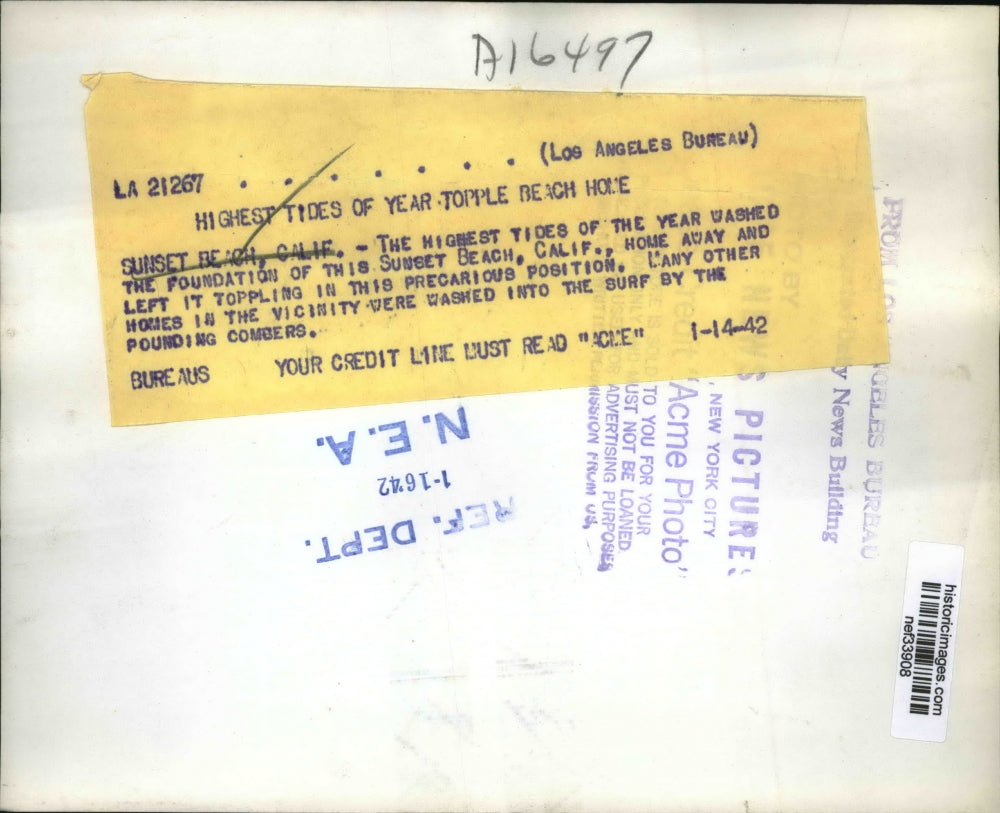 A16497
LA 21267 . . . . . . . (LOS ANGELES BUREAU)
HIGHEST TIDES OF YEAR TOPPLE BEACH HOME
SUNSET BEACH, CALIF. - THE HIGHEST TIDES OF THE YEAR WASHED
THE FOUNDATION OF THIS SUNSET BEACH, CALIF., HOME AWAY AND
LEFT IT TOPPLING IN THIS PRECARIOUS POSITION. MANY OTHER
HOMES IN THE VICINITY WERE WASHED INTO THE SURF BY THE
POUNDING COMBERS.
BUREAUS YOUR CREDIT LINE MUST READ "ACME" 1-14-42
N.E.A.
1-1642
REF. DEPT.
FROM LOS ANGELES BUREAU
News Building
PICTURES
, NEW YORK CITY
"Acme Photo"
TO YOU FOR YOUR
MUST NOT BE LOANED
ADVERTISING PURPOSES
FROM US.
historicimages.com
nef33908